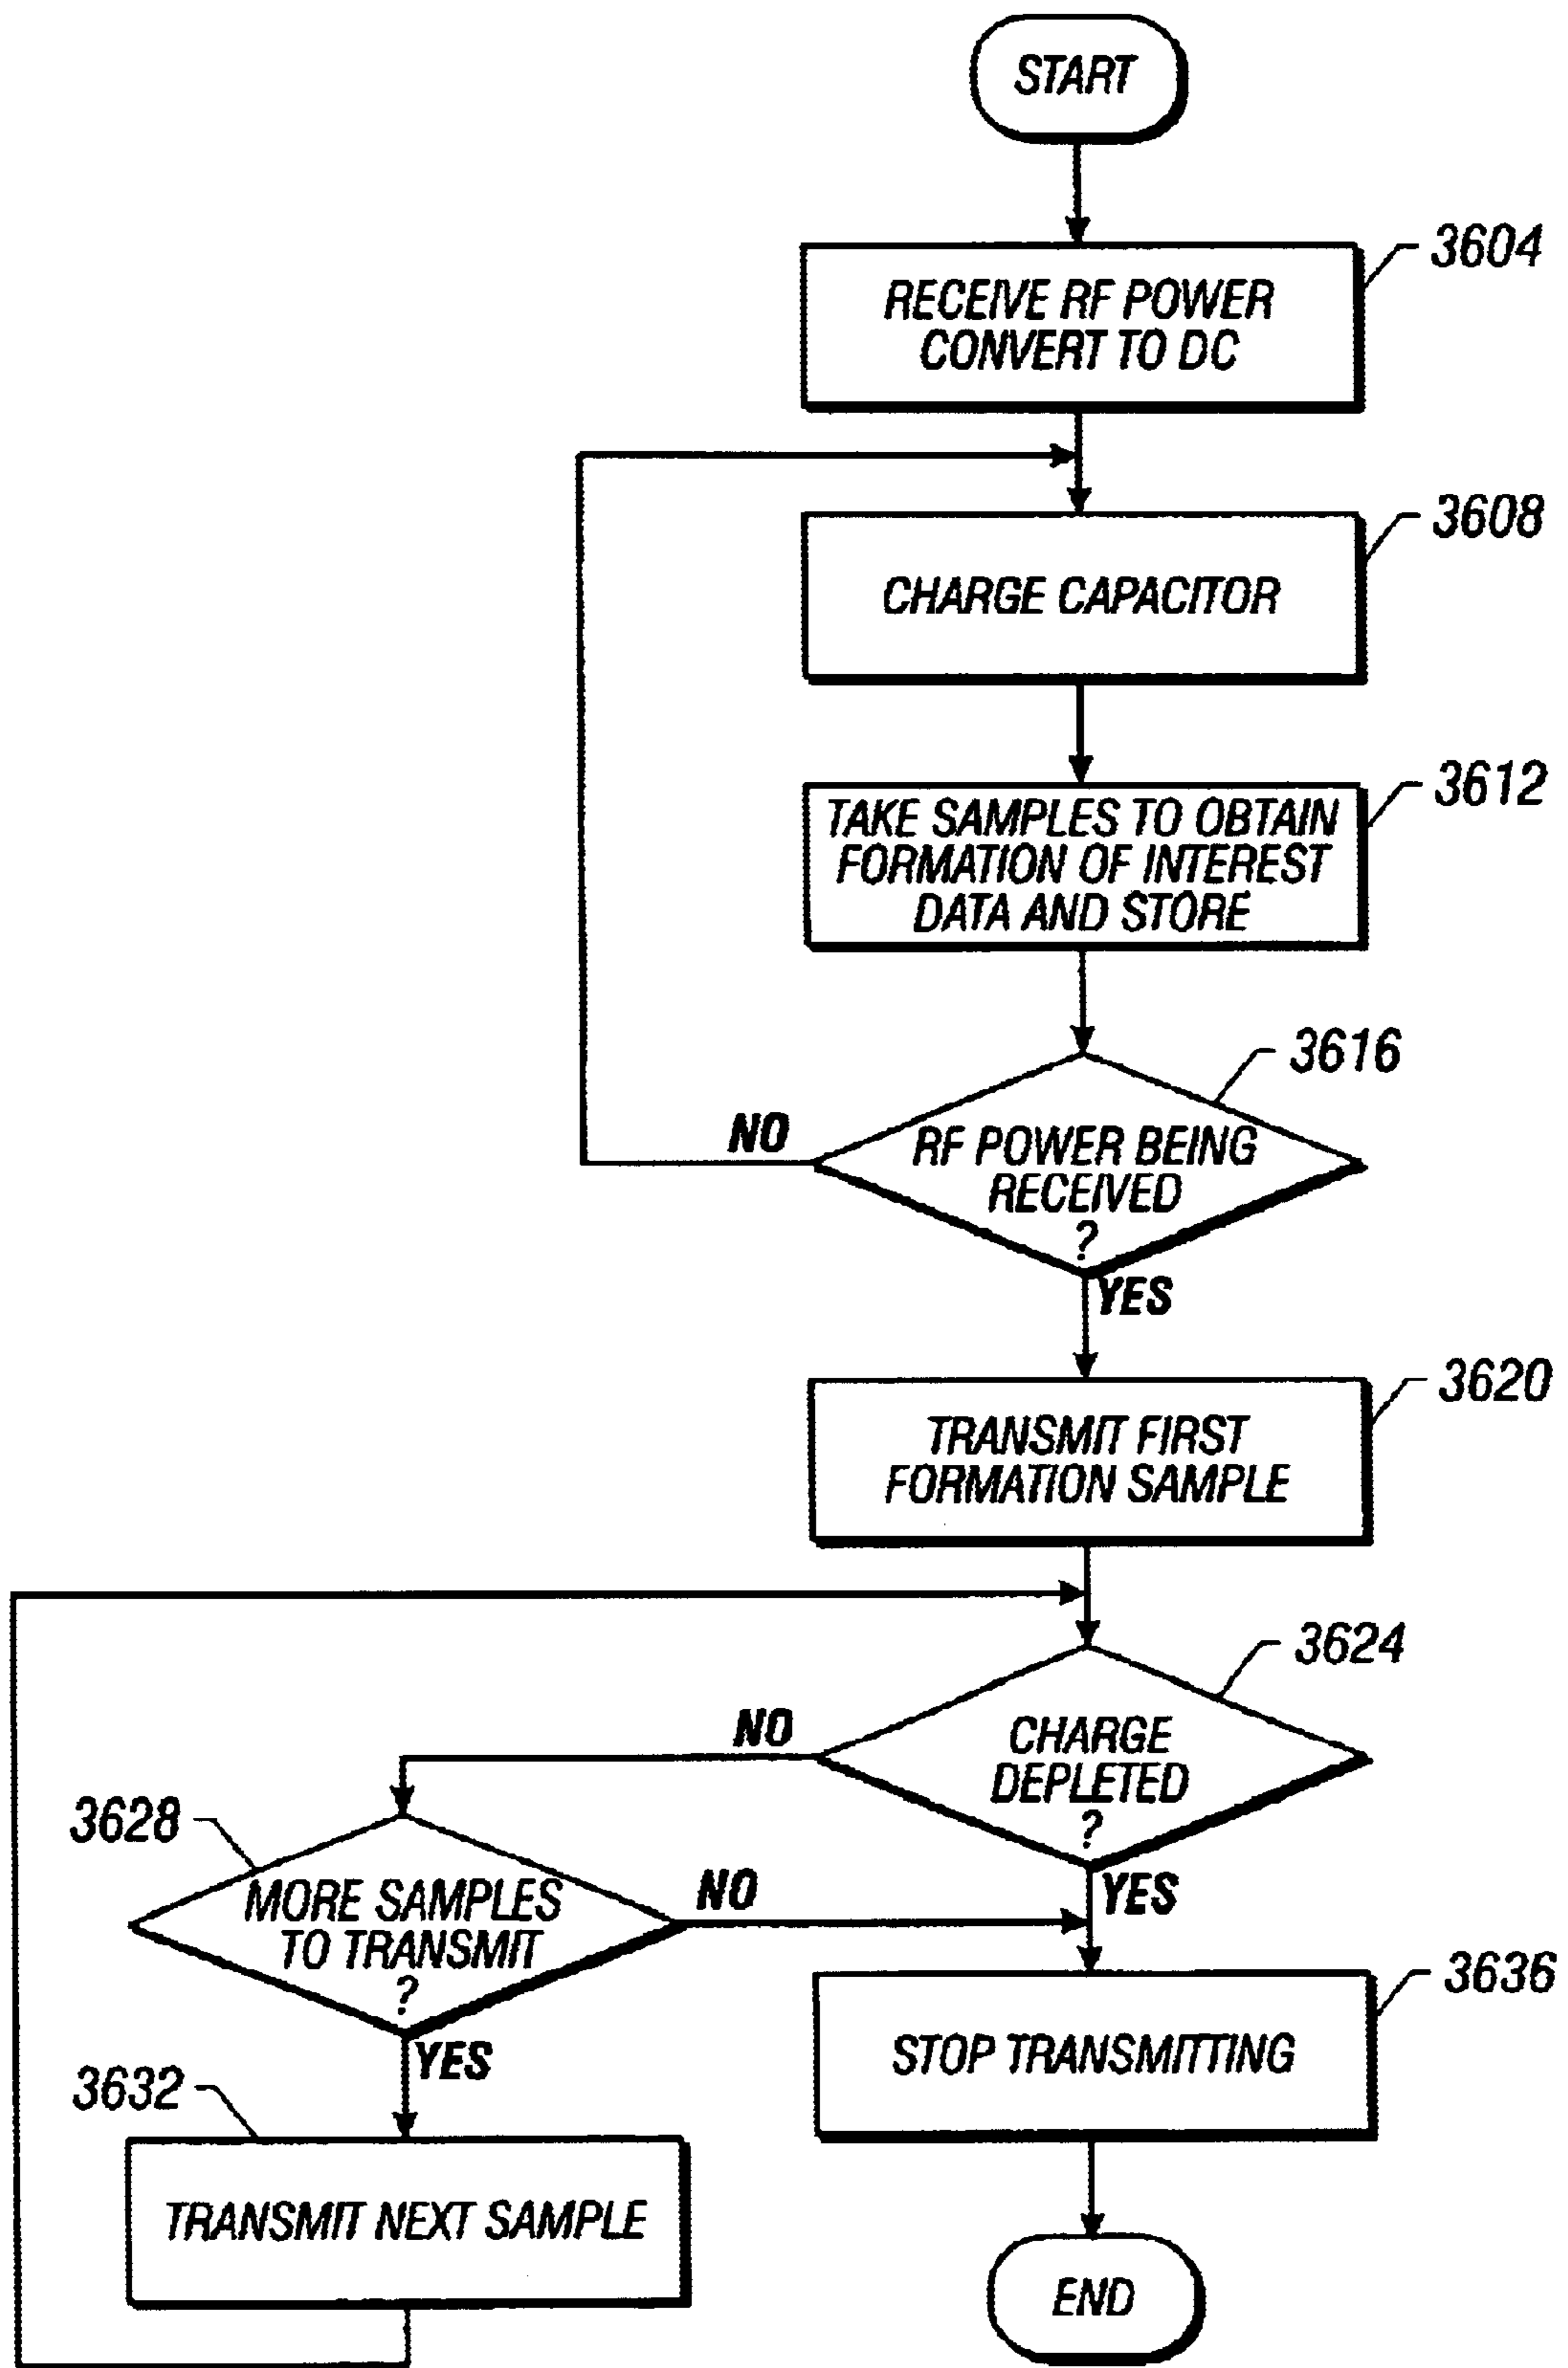 START
3604
RECEIVE RF POWER
CONVERT TO DC
3608
CHARGE CAPACITOR
3612
TAKE SAMPLES TO OBTAIN
FORMATION OF INTEREST
DATA AND STORE
3616
NO
RF POWER BEING
RECEIVED
?
YES
3620
TRANSMIT FIRST
FORMATION SAMPLE
3624
NO
CHARGE
DEPLETED
?
YES
3628
MORE SAMPLES
TO TRANSMIT
?
NO
YES
3636
STOP TRANSMITTING
3632
TRANSMIT NEXT SAMPLE
END